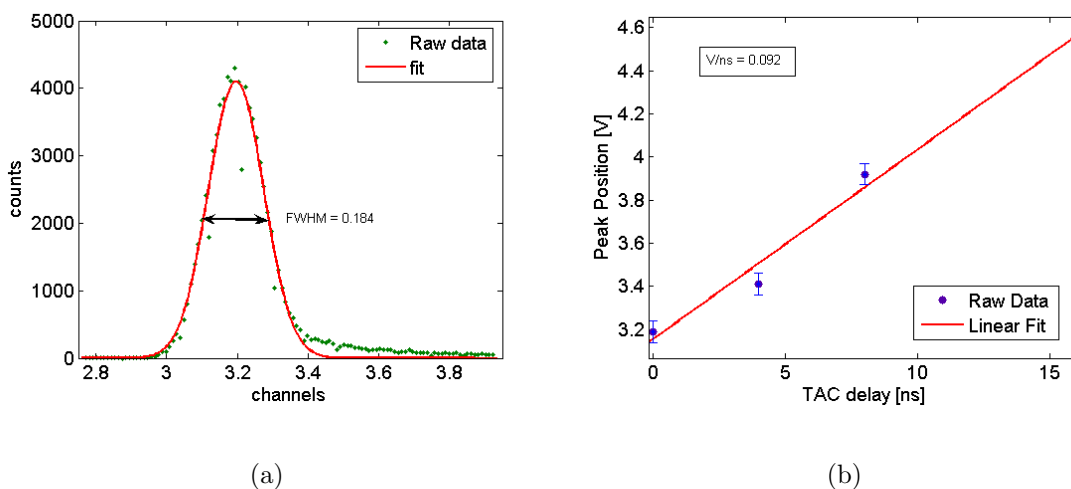 5000
4000
3000
2000
1000
0
counts
2.8 3 3.2 3.4 3.6 3.8
channels
Raw data
fit
FWHM = 0.184
(a)
4.6
4.4
4.2
4
3.8
3.6
3.4
3.2
Peak Position [V]
0 5 10 15
TAC delay [ns]
V/ns = 0.092
Raw Data
Linear Fit
(b)